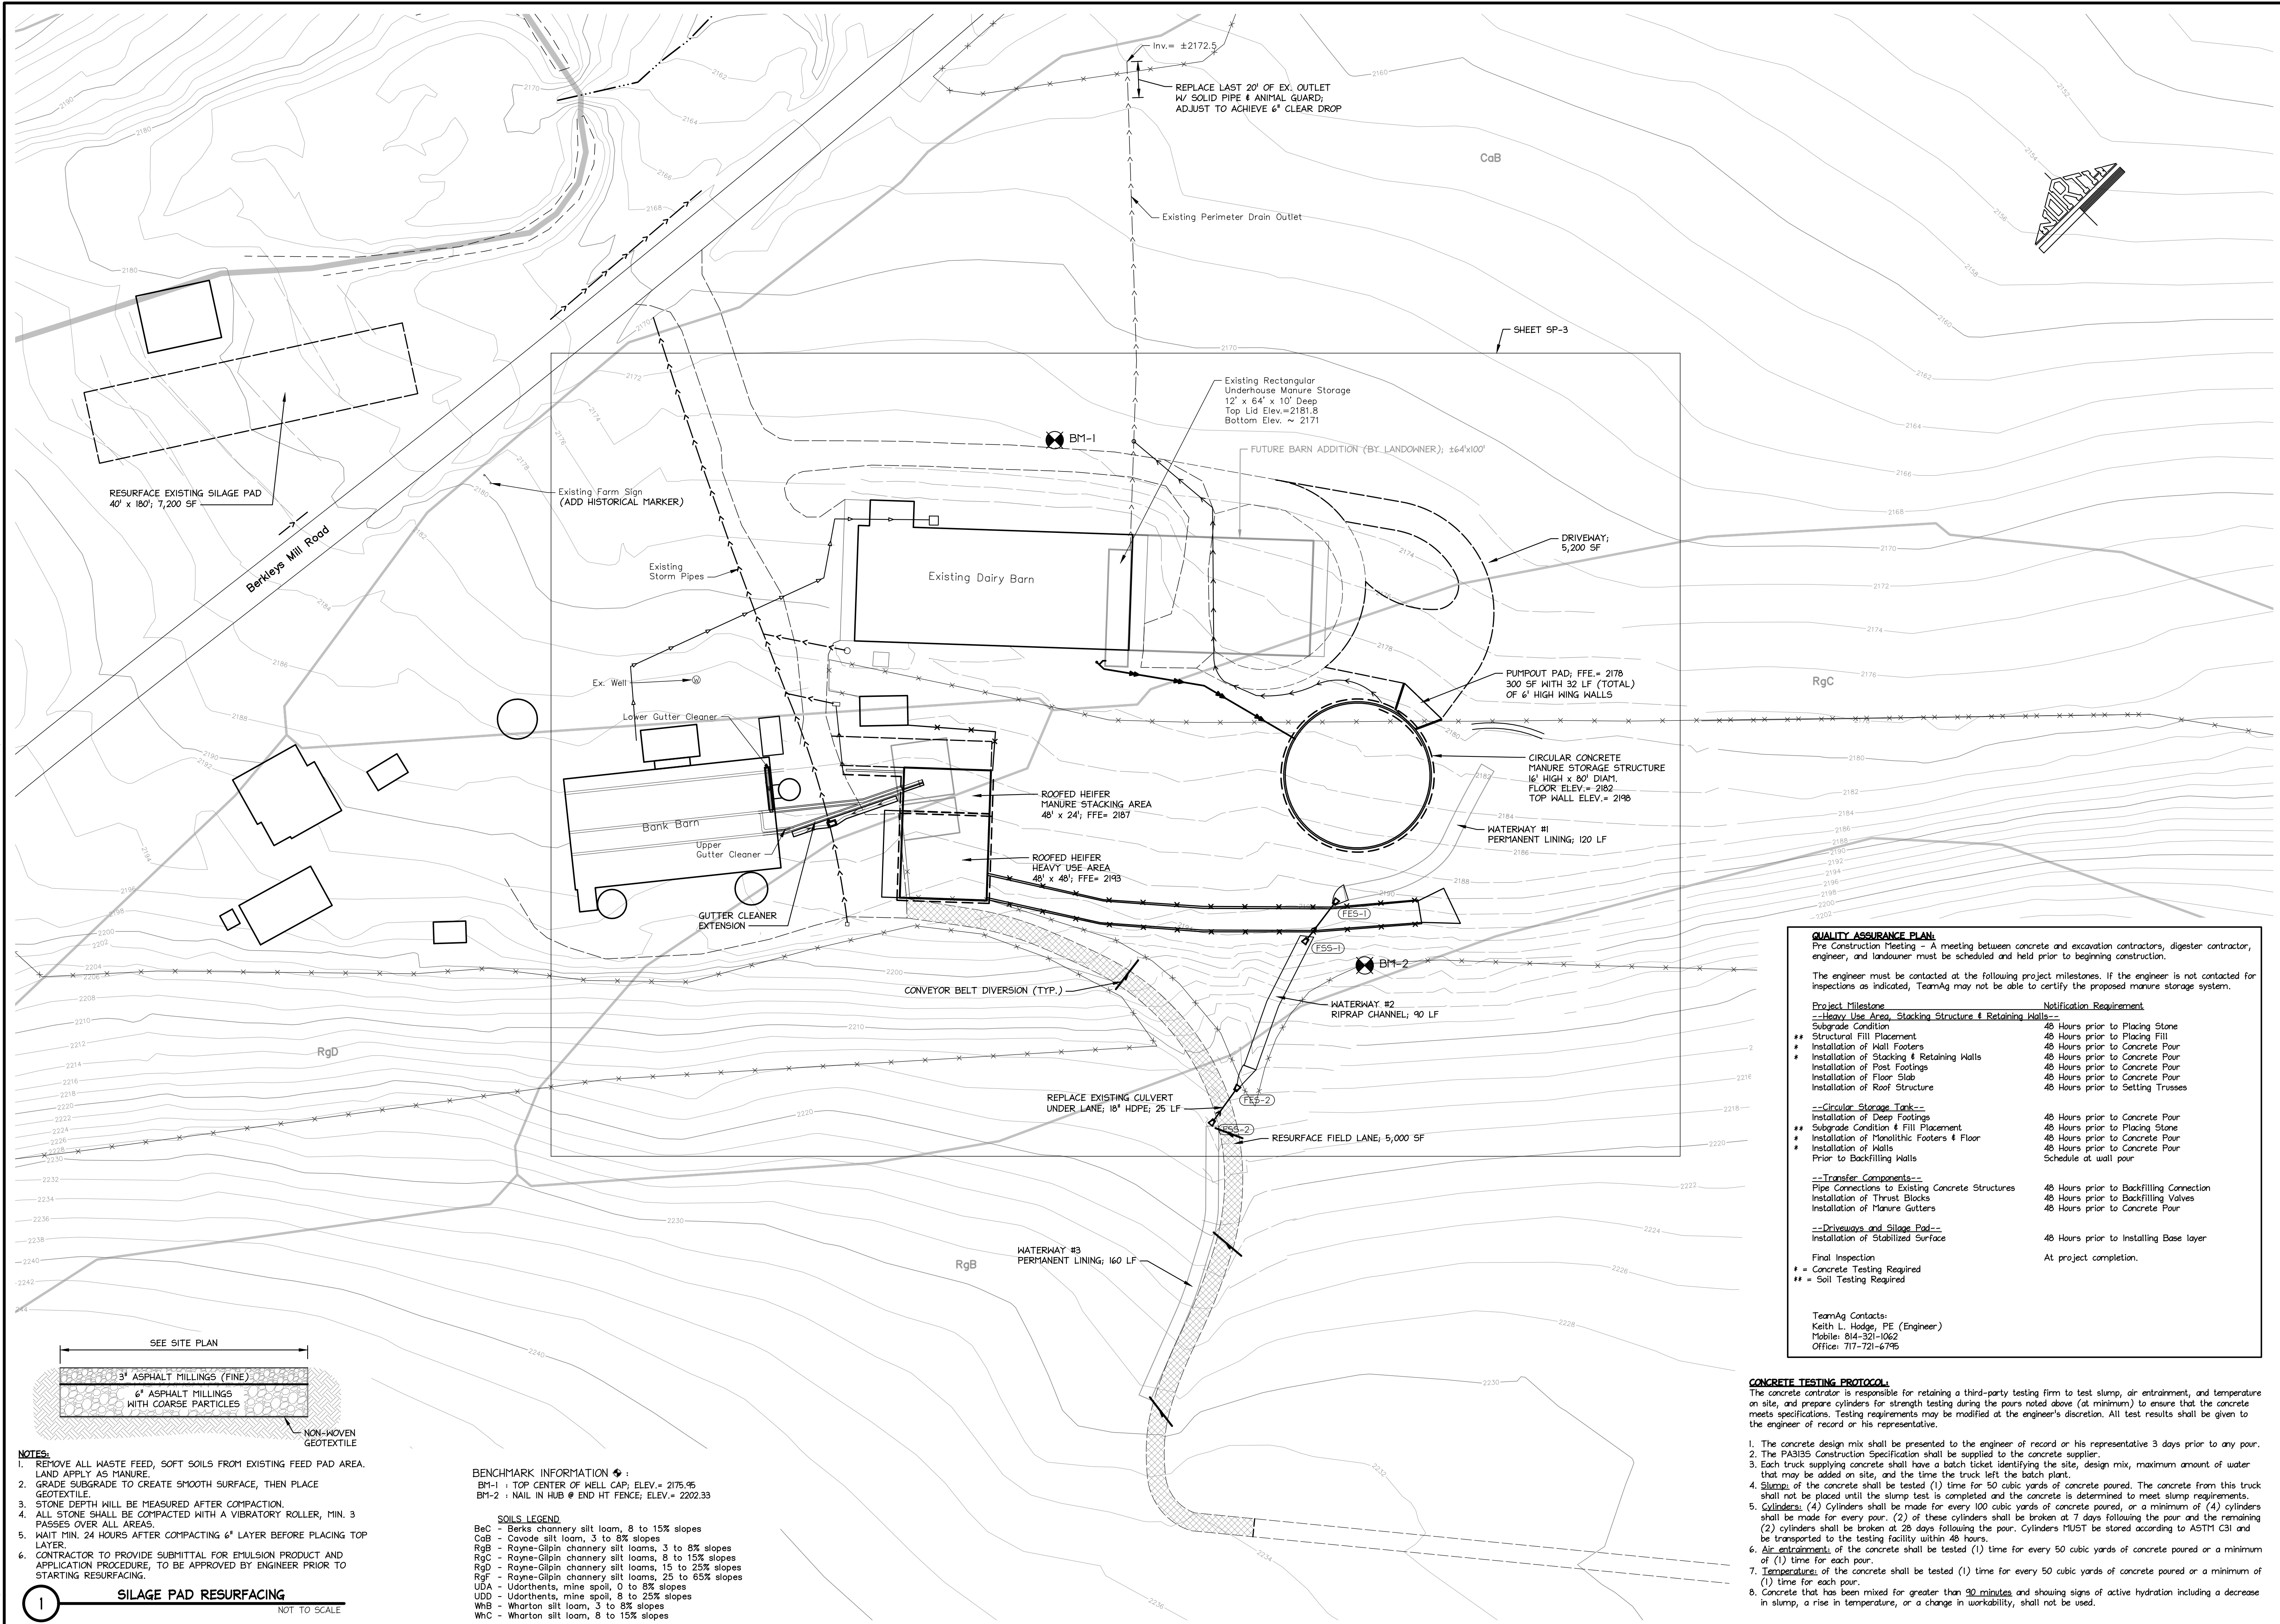 Inv.= ±2172.5
REPLACE LAST 20' OF EX. OUTLET
W/ SOLID PIPE & ANIMAL GUARD;
ADJUST TO ACHIEVE 6" CLEAR DROP
CaB
NORTH
Existing Perimeter Drain Outlet
SHEET SP-3
Existing Rectangular
Underhouse Manure Storage
12' x 64' x 10' Deep
Top Lid Elev.=2181.8
Bottom Elev. ~ 2171
BM-1
FUTURE BARN ADDITION (BY LANDOWNER); ±64'x100'
RESURFACE EXISTING SILAGE PAD
40' x 180'; 7,200 SF
Existing Farm Sign
(ADD HISTORICAL MARKER)
Berkleys Mill Road
DRIVEWAY;
5,200 SF
Existing
Storm Pipes
Existing Dairy Barn
Ex. Well
W
Lower Gutter Cleaner
PUMPOUT PAD; FFE.= 2178
300 SF WITH 32 LF (TOTAL)
OF 6' HIGH WING WALLS
RgC
CIRCULAR CONCRETE
MANURE STORAGE STRUCTURE
16' HIGH x 80' DIAM.
FLOOR ELEV.= 2182
TOP WALL ELEV.= 2198
ROOFED HEIFER
MANURE STACKING AREA
48' x 24'; FFE= 2187
Bank Barn
Upper
Gutter Cleaner
WATERWAY #1
PERMANENT LINING; 120 LF
ROOFED HEIFER
HEAVY USE AREA
48' x 48'; FFE= 2193
GUTTER CLEANER
EXTENSION
FES-1
FSS-1
BM-2
CONVEYOR BELT DIVERSION (TYP.)
WATERWAY #2
RIPRAP CHANNEL; 90 LF
RgD
REPLACE EXISTING CULVERT
UNDER LANE; 18" HDPE; 25 LF
FES-2
FSS-2
RESURFACE FIELD LANE; 5,000 SF
WATERWAY #3
PERMANENT LINING; 160 LF
RgB
QUALITY ASSURANCE PLAN:
Pre Construction Meeting - A meeting between concrete and excavation contractors, digester contractor,
engineer, and landowner must be scheduled and held prior to beginning construction.
The engineer must be contacted at the following project milestones. If the engineer is not contacted for
inspections as indicated, TeamAg may not be able to certify the proposed manure storage system.
Project Milestone Notification Requirement
--Heavy Use Area, Stacking Structure & Retaining Walls--
Subgrade Condition 48 Hours prior to Placing Stone
** Structural Fill Placement 48 Hours prior to Placing Fill
* Installation of Wall Footers 48 Hours prior to Concrete Pour
* Installation of Stacking & Retaining Walls 48 Hours prior to Concrete Pour
Installation of Post Footings 48 Hours prior to Concrete Pour
Installation of Floor Slab 48 Hours prior to Concrete Pour
Installation of Roof Structure 48 Hours prior to Setting Trusses
--Circular Storage Tank--
Installation of Deep Footings 48 Hours prior to Concrete Pour
** Subgrade Condition & Fill Placement 48 Hours prior to Placing Stone
* Installation of Monolithic Footers & Floor 48 Hours prior to Concrete Pour
* Installation of Walls 48 Hours prior to Concrete Pour
Prior to Backfilling Walls Schedule at wall pour
--Transfer Components--
Pipe Connections to Existing Concrete Structures 48 Hours prior to Backfilling Connection
Installation of Thrust Blocks 48 Hours prior to Backfilling Valves
Installation of Manure Gutters 48 Hours prior to Concrete Pour
--Driveways and Silage Pad--
Installation of Stabilized Surface 48 Hours prior to Installing Base layer
Final Inspection At project completion.
* = Concrete Testing Required
** = Soil Testing Required
TeamAg Contacts:
Keith L. Hodge, PE (Engineer)
Mobile: 814-321-1062
Office: 717-721-6795
CONCRETE TESTING PROTOCOL:
The concrete contrator is responsible for retaining a third-party testing firm to test slump, air entrainment, and temperature
on site, and prepare cylinders for strength testing during the pours noted above (at minimum) to ensure that the concrete
meets specifications. Testing requirements may be modified at the engineer's discretion. All test results shall be given to
the engineer of record or his representative.
1. The concrete design mix shall be presented to the engineer of record or his representative 3 days prior to any pour.
2. The PA313S Construction Specification shall be supplied to the concrete supplier.
3. Each truck supplying concrete shall have a batch ticket identifying the site, design mix, maximum amount of water
that may be added on site, and the time the truck left the batch plant.
4. Slump: of the concrete shall be tested (1) time for 50 cubic yards of concrete poured. The concrete from this truck
shall not be placed until the slump test is completed and the concrete is determined to meet slump requirements.
5. Cylinders: (4) Cylinders shall be made for every 100 cubic yards of concrete poured, or a minimum of (4) cylinders
shall be made for every pour. (2) of these cylinders shall be broken at 7 days following the pour and the remaining
(2) cylinders shall be broken at 28 days following the pour. Cylinders MUST be stored according to ASTM C31 and
be transported to the testing facility within 48 hours.
6. Air entrainment: of the concrete shall be tested (1) time for every 50 cubic yards of concrete poured or a minimum
of (1) time for each pour.
7. Temperature: of the concrete shall be tested (1) time for every 50 cubic yards of concrete poured or a minimum of
(1) time for each pour.
8. Concrete that has been mixed for greater than 90 minutes and showing signs of active hydration including a decrease
in slump, a rise in temperature, or a change in workability, shall not be used.
SEE SITE PLAN
3" ASPHALT MILLINGS (FINE)
6" ASPHALT MILLINGS
WITH COARSE PARTICLES
NON-WOVEN
GEOTEXTILE
NOTES:
1. REMOVE ALL WASTE FEED, SOFT SOILS FROM EXISTING FEED PAD AREA.
LAND APPLY AS MANURE.
2. GRADE SUBGRADE TO CREATE SMOOTH SURFACE, THEN PLACE
GEOTEXTILE.
3. STONE DEPTH WILL BE MEASURED AFTER COMPACTION.
4. ALL STONE SHALL BE COMPACTED WITH A VIBRATORY ROLLER, MIN. 3
PASSES OVER ALL AREAS.
5. WAIT MIN. 24 HOURS AFTER COMPACTING 6" LAYER BEFORE PLACING TOP
LAYER.
6. CONTRACTOR TO PROVIDE SUBMITTAL FOR EMULSION PRODUCT AND
APPLICATION PROCEDURE, TO BE APPROVED BY ENGINEER PRIOR TO
STARTING RESURFACING.
1 SILAGE PAD RESURFACING
NOT TO SCALE
BENCHMARK INFORMATION :
BM-1 : TOP CENTER OF WELL CAP; ELEV.= 2175.95
BM-2 : NAIL IN HUB @ END HT FENCE; ELEV.= 2202.33
SOILS LEGEND
BeC - Berks channery silt loam, 8 to 15% slopes
CaB - Cavode silt loam, 3 to 8% slopes
RgB - Rayne-Gilpin channery silt loams, 3 to 8% slopes
RgC - Rayne-Gilpin channery silt loams, 8 to 15% slopes
RgD - Rayne-Gilpin channery silt loams, 15 to 25% slopes
RgF - Rayne-Gilpin channery silt loams, 25 to 65% slopes
UDA - Udorthents, mine spoil, 0 to 8% slopes
UDD - Udorthents, mine spoil, 8 to 25% slopes
WhB - Wharton silt loam, 3 to 8% slopes
WhC - Wharton silt loam, 8 to 15% slopes